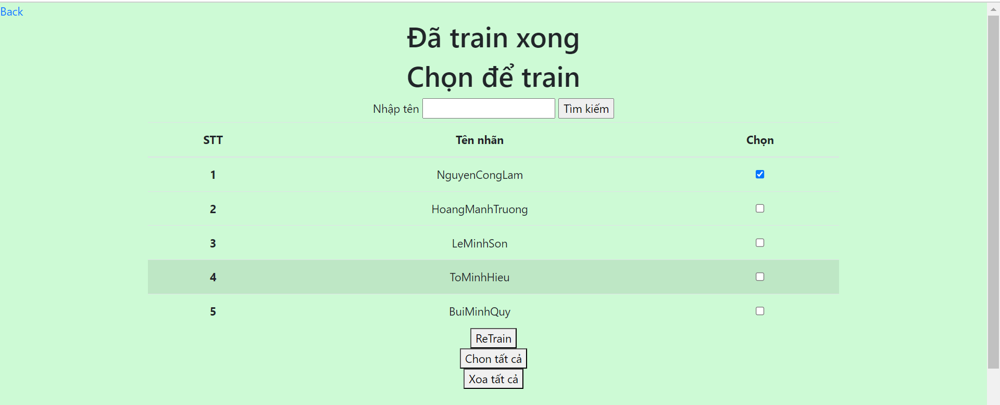 Back
Đã train xong
Chọn để train
Nhập tên Tìm kiếm
STT Tên nhãn Chọn
1 NguyenCongLam
2 HoangManhTruong
3 LeMinhSon
4 ToMinhHieu
5 BuiMinhQuy
ReTrain
Chon tất cả
Xoa tất cả